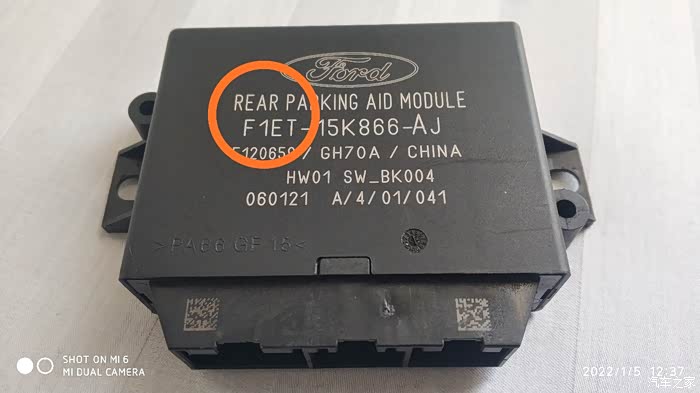 Ford
REAR PARKING AID MODULE
F1ET-15K866-AJ
F120659 / GH70A / CHINA
HW01 SW_BK004
060121 A/4/01/041
>PA66 GF 15<
SHOT ON MI 6
MI DUAL CAMERA
2022/1/5 12:37
汽车之家